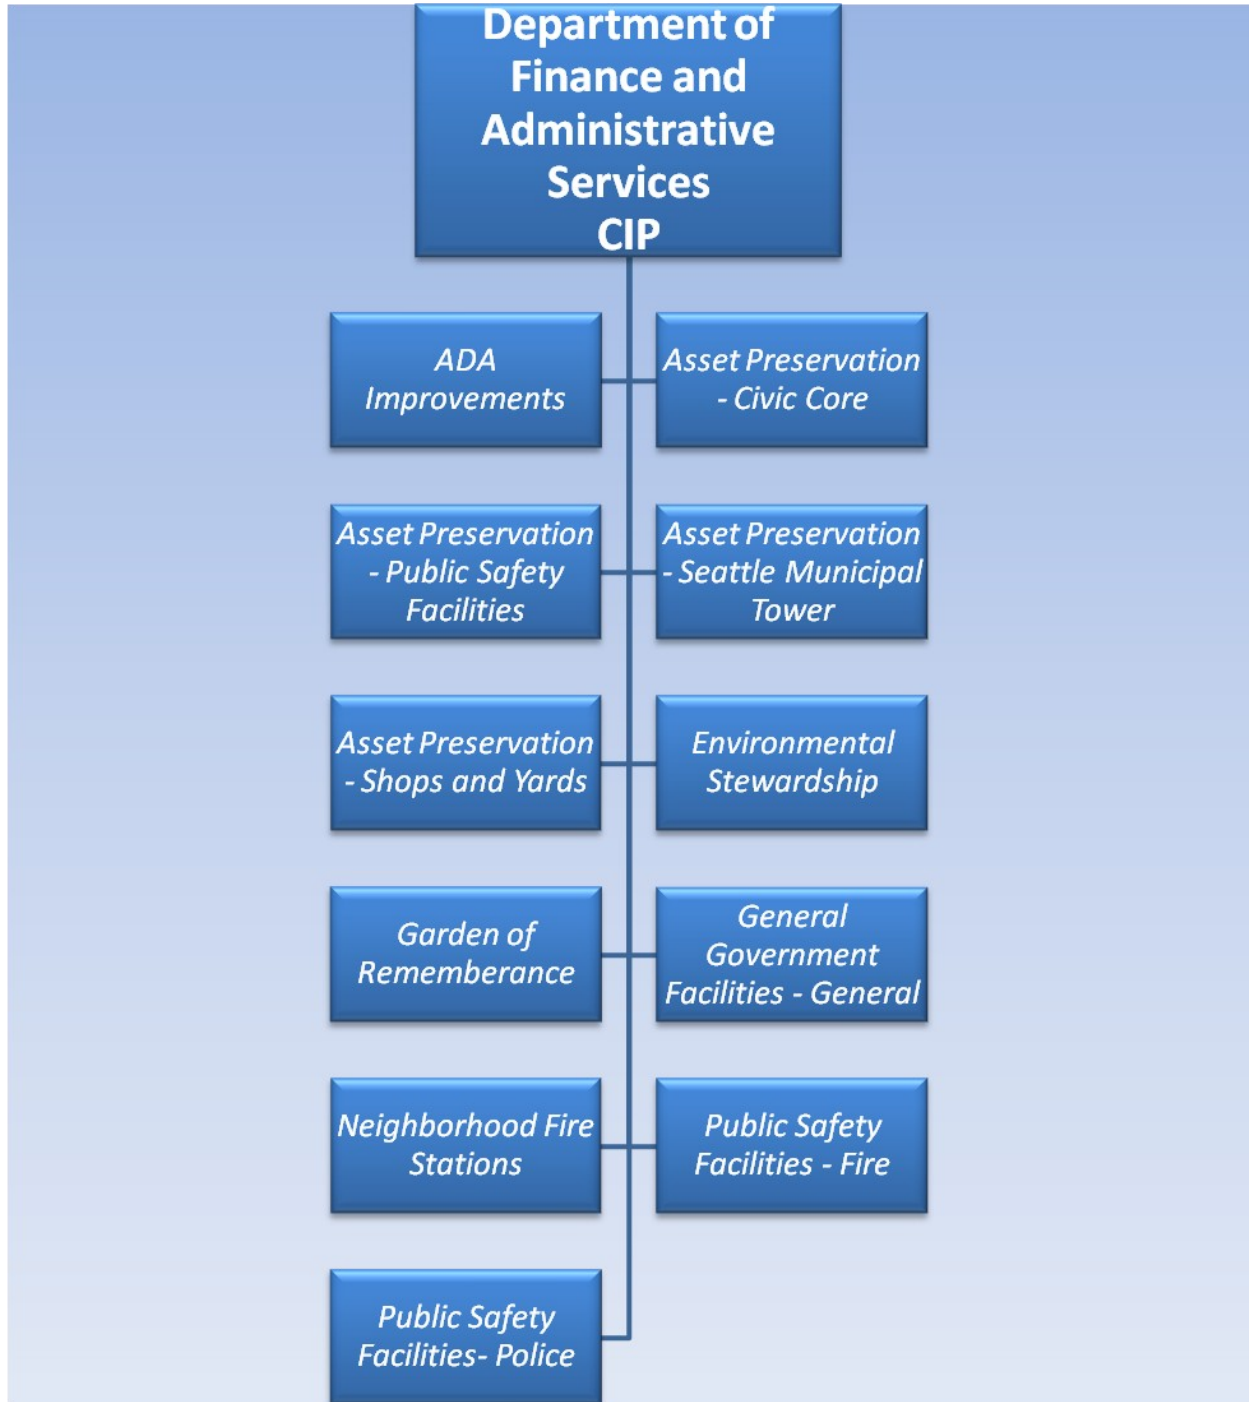 Department of
Finance and
Administrative
Services
CIP
ADA
Improvements
Asset Preservation
- Civic Core
Asset Preservation
- Public Safety
Facilities
Asset Preservation
- Seattle Municipal
Tower
Asset Preservation
- Shops and Yards
Environmental
Stewardship
Garden of
Rememberance
General
Government
Facilities - General
Neighborhood Fire
Stations
Public Safety
Facilities - Fire
Public Safety
Facilities- Police